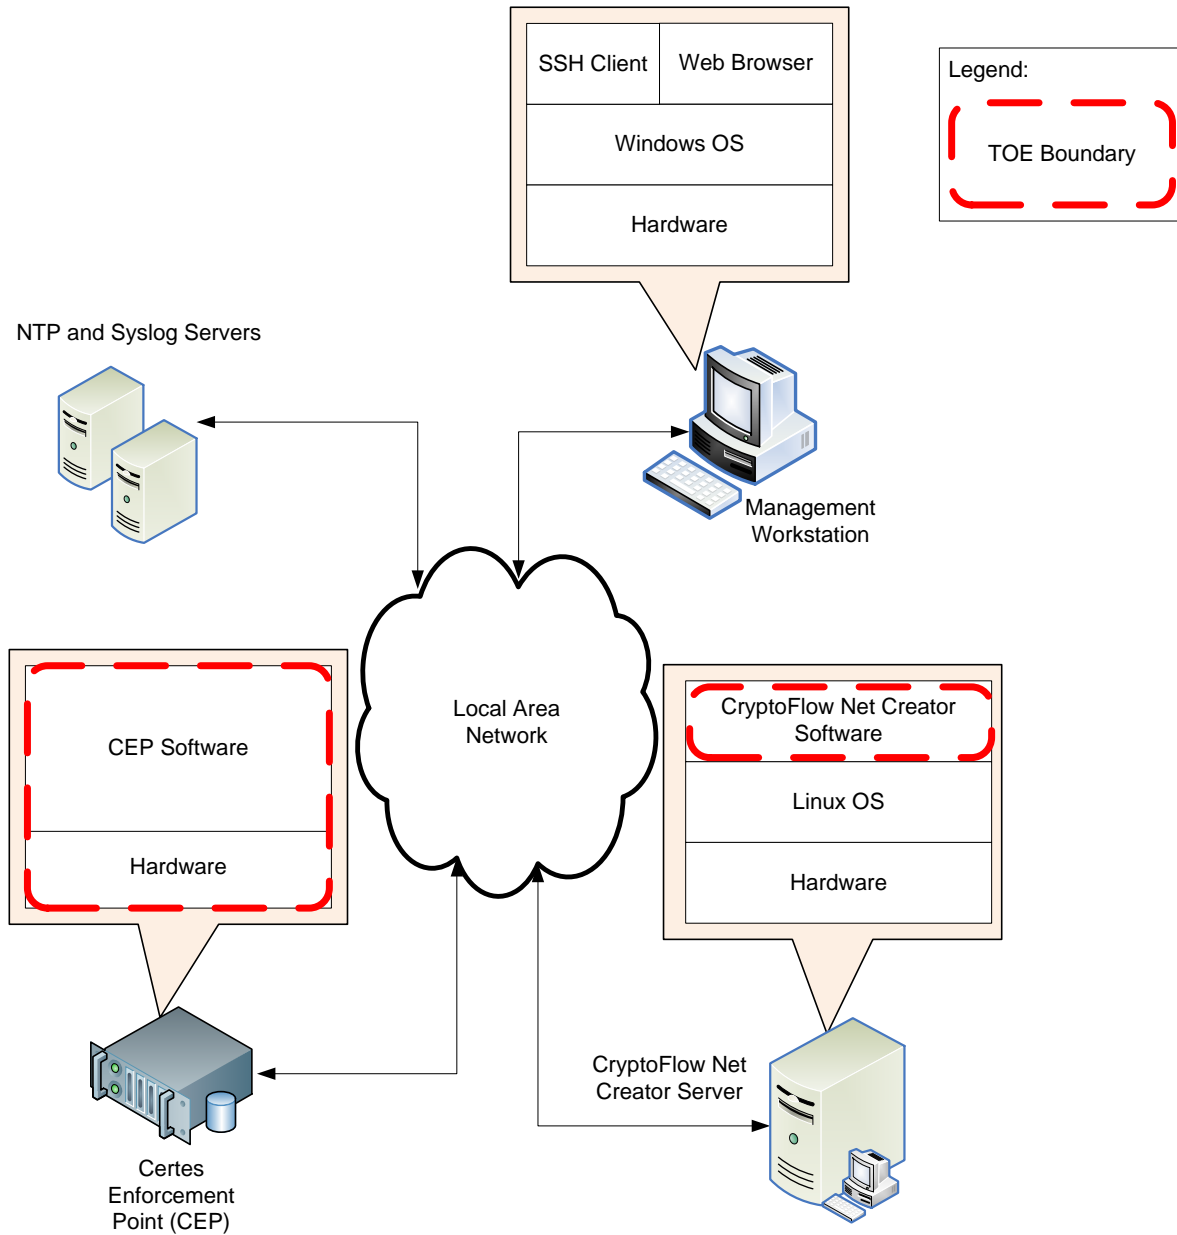 SSH Client
Web Browser
Windows OS
Hardware
Legend:
TOE Boundary
NTP and Syslog Servers
Management
Workstation
Local Area
Network
CEP Software
Hardware
CryptoFlow Net Creator
Software
Linux OS
Hardware
CryptoFlow Net
Creator Server
Certes
Enforcement
Point (CEP)